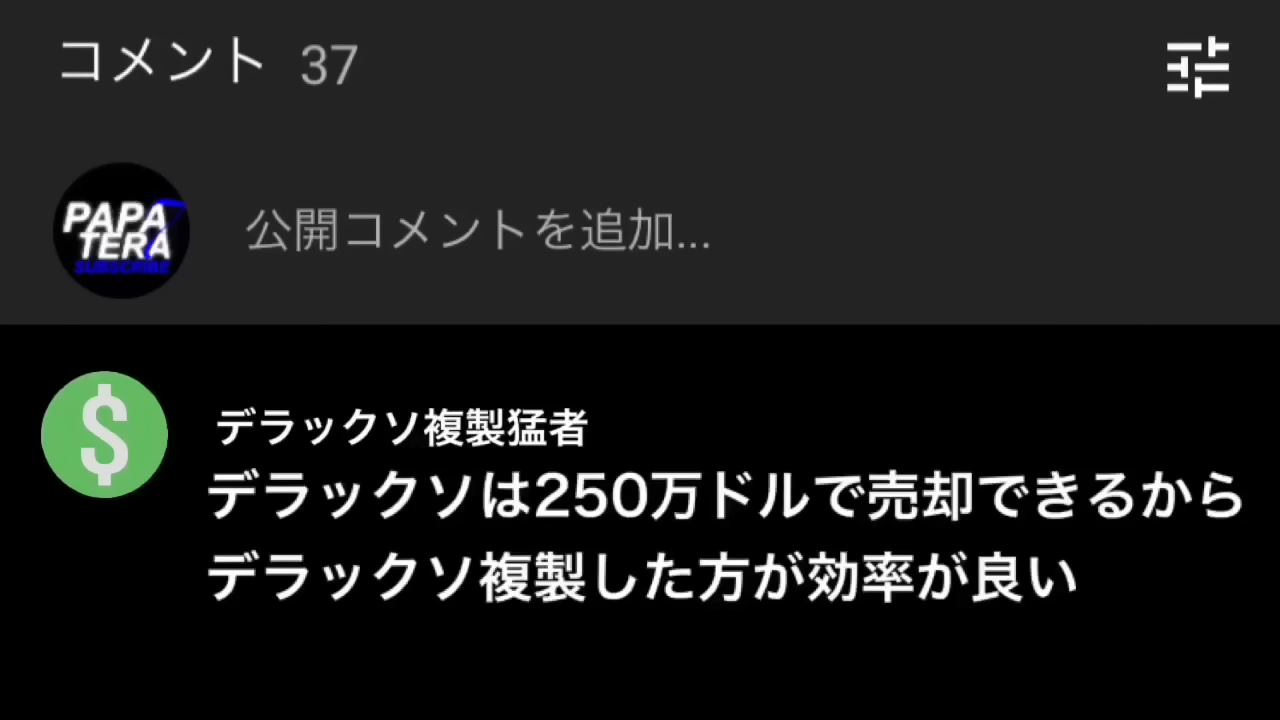 コメント 37
PAPA
TERA
SUBSCRIBE
公開コメントを追加...
$
デラックソ複製猛者
デラックソは250万ドルで売却できるから
デラックソ複製した方が効率が良い